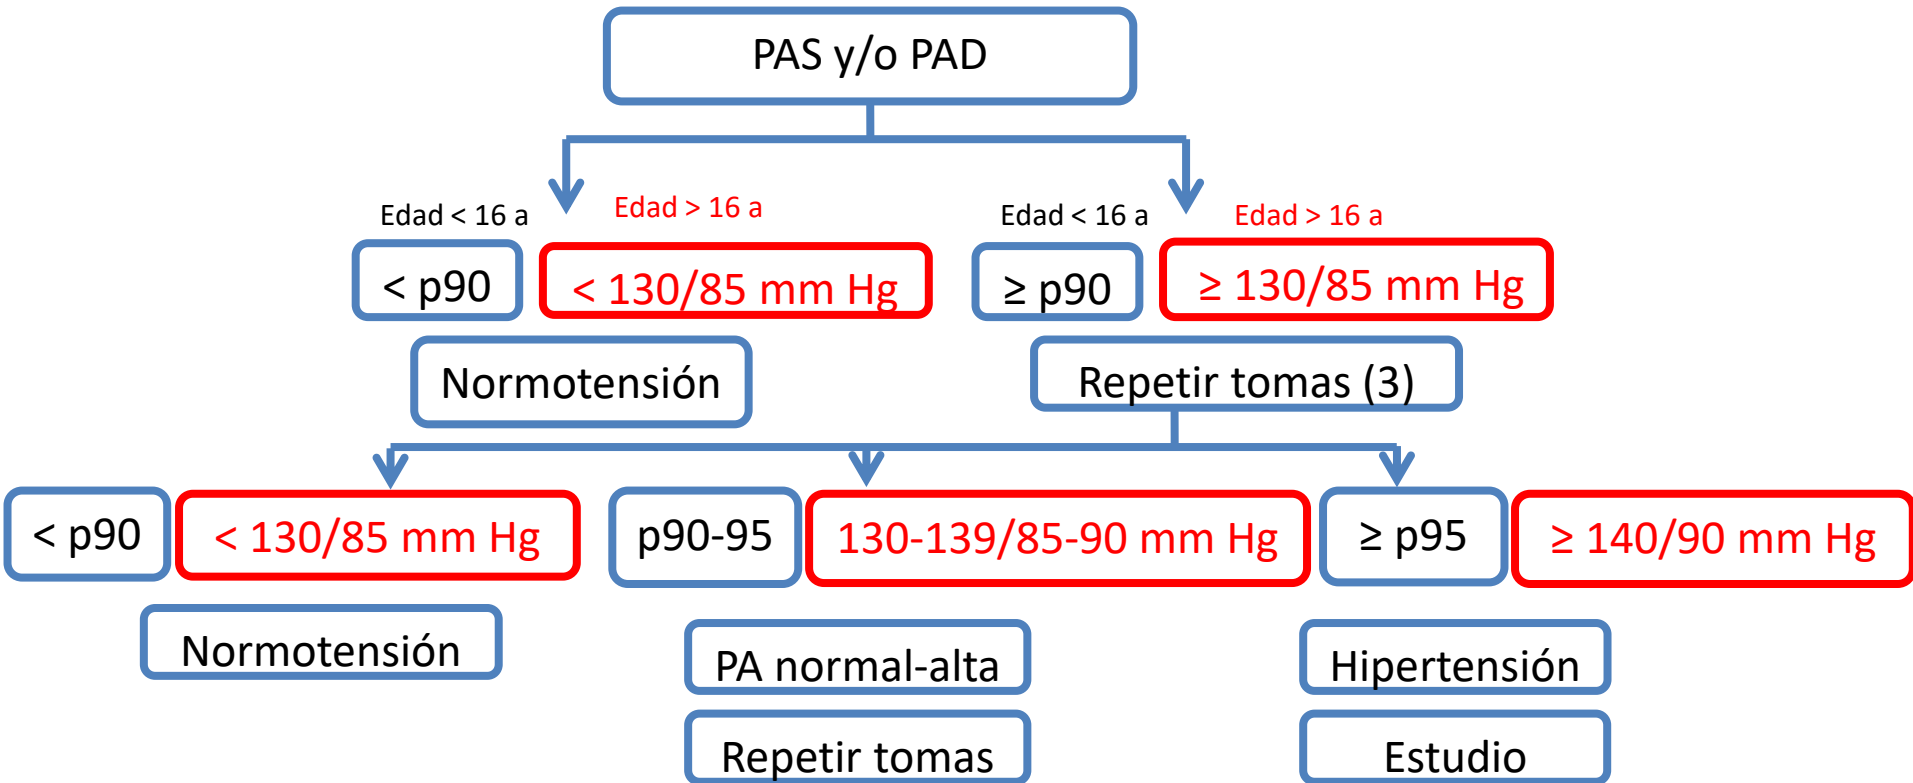 PAS y/o PAD
Edad < 16 a
Edad > 16 a
Edad < 16 a
Edad > 16 a
< p90
< 130/85 mm Hg
≥ p90
≥ 130/85 mm Hg
Normotensión
Repetir tomas (3)
< p90
< 130/85 mm Hg
p90-95
130-139/85-90 mm Hg
≥ p95
≥ 140/90 mm Hg
Normotensión
PA normal-alta
Hipertensión
Repetir tomas
Estudio